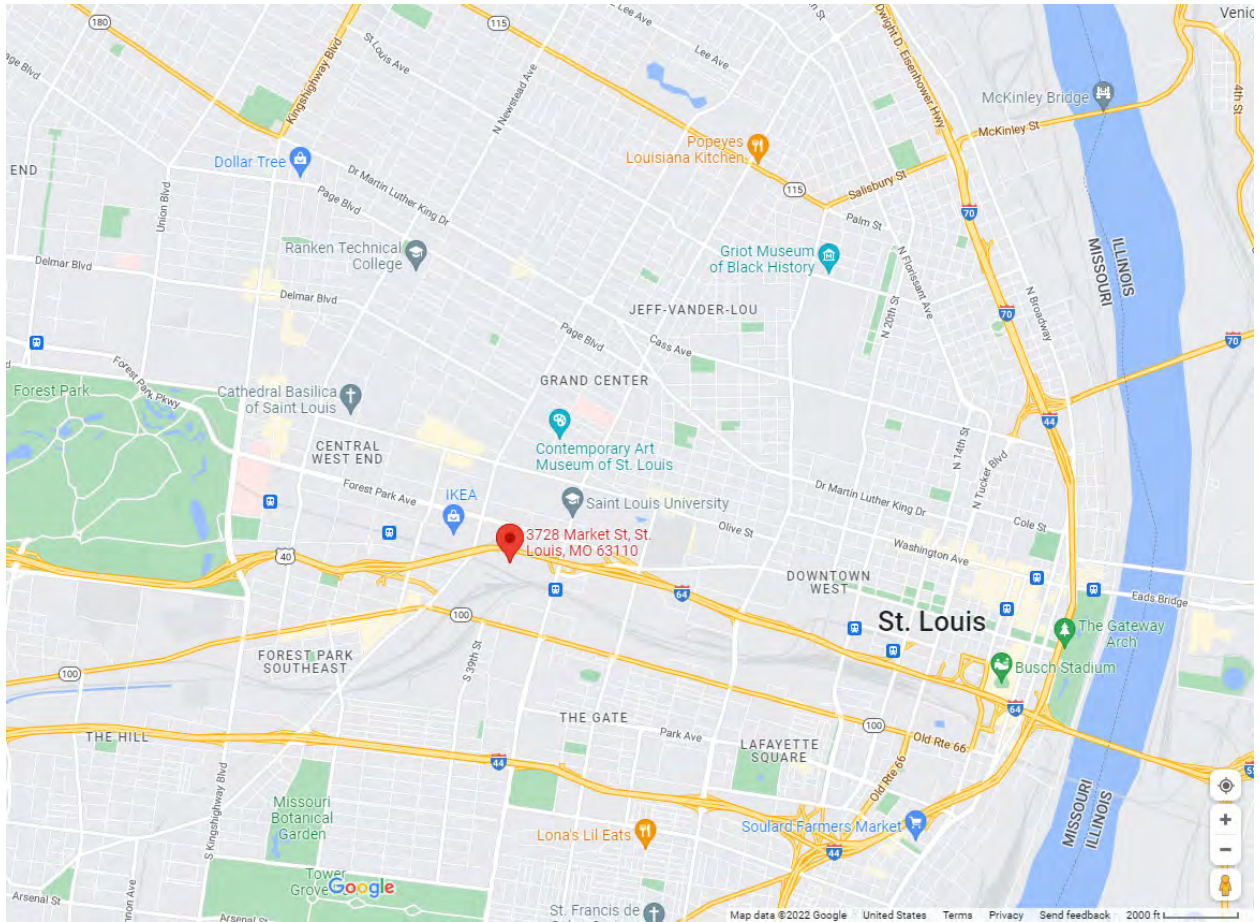 180
115
Lee Ave
Lee Ave
Venic
St Louis Ave
Kingshighway Blvd
Page Blvd
N Newstead Ave
Dwight D. Eisenhower Hwy
McKinley Bridge
4th St
McKinley St
Popeyes
Louisiana Kitchen
Dollar Tree
END
Union Blvd
Dr Martin Luther King Dr
Page Blvd
115
Salisbury St
70
Palm St
Ranken Technical
College
Griot Museum
of Black History
N Florissant Ave
ILLINOIS
MISSOURI
Delmar Blvd
Delmar Blvd
JEFF-VANDER-LOU
N 20th St
70
N Broadway
Page Blvd
Cass Ave
70
Forest Park
Forest Park Pkwy
Cathedral Basilica
of Saint Louis
GRAND CENTER
44
Contemporary Art
Museum of St. Louis
CENTRAL
WEST END
N 14th St
N Tucker Blvd
Forest Park Ave
IKEA
Saint Louis University
Dr Martin Luther King Dr
Olive St
Cole St
3728 Market St, St.
Louis, MO 63110
Washington Ave
40
64
DOWNTOWN
WEST
Eads Bridge
100
St. Louis
The Gateway
Arch
FOREST PARK
SOUTHEAST
S 39th St
Busch Stadium
100
64
THE GATE
100
THE HILL
Park Ave
Old Rte 66
44
LAFAYETTE
SQUARE
Old Rte 66
55
S Kingshighway Blvd
Missouri
Botanical
Garden
MISSOURI
ILLINOIS
Lona's Lil Eats
Soulard Farmers Market
44
Tower
Arsenal St
Google
Arsenal St
St. Francis de
Map data ©2022 Google
United States
Terms
Privacy
Send feedback
2000 ft